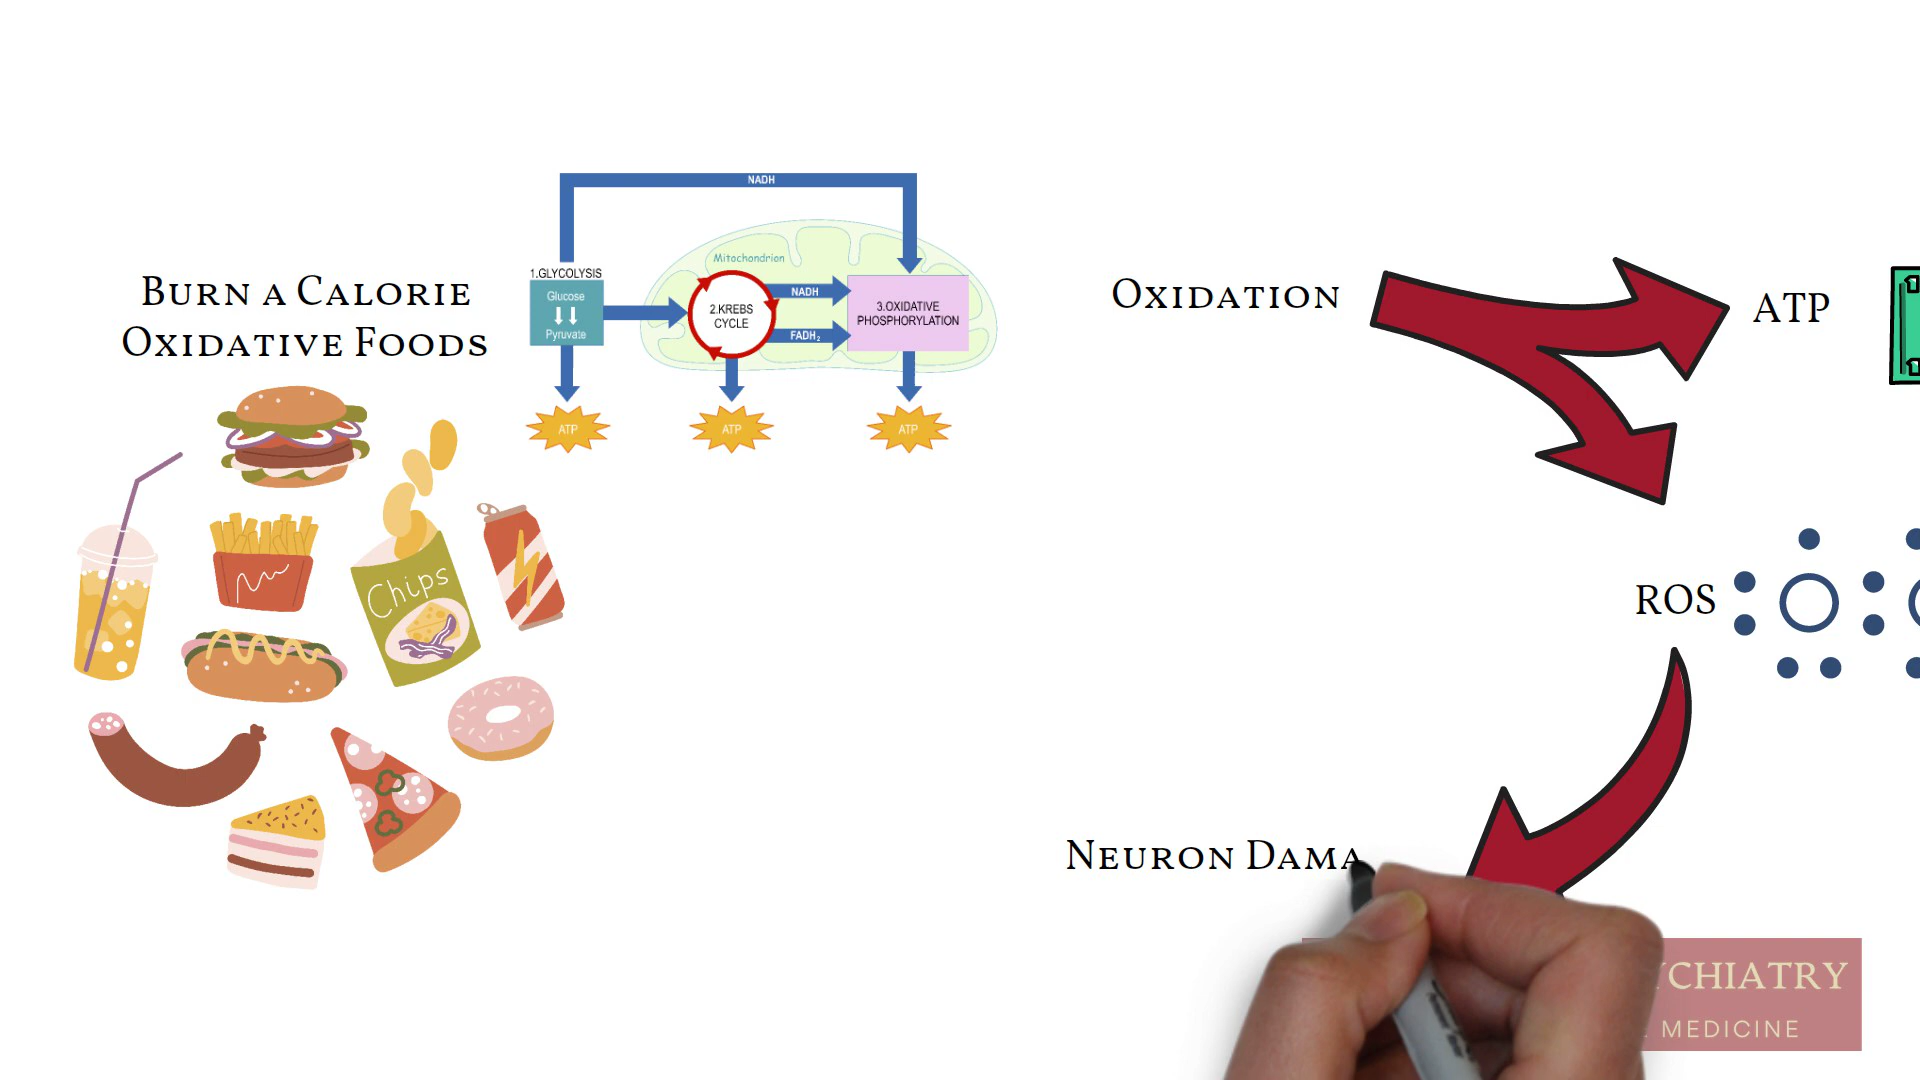 Burn a Calorie
Oxidative Foods
NADH
Mitochondrion
1.GLYCOLYSIS
Glucose
Pyruvate
2.KREBS
CYCLE
NADH
FADH₂
3.OXIDATIVE
PHOSPHORYLATION
ATP
ATP
ATP
Chips
Oxidation
ATP
ROS
Neuron Dama
YCHIATRY
MEDICINE